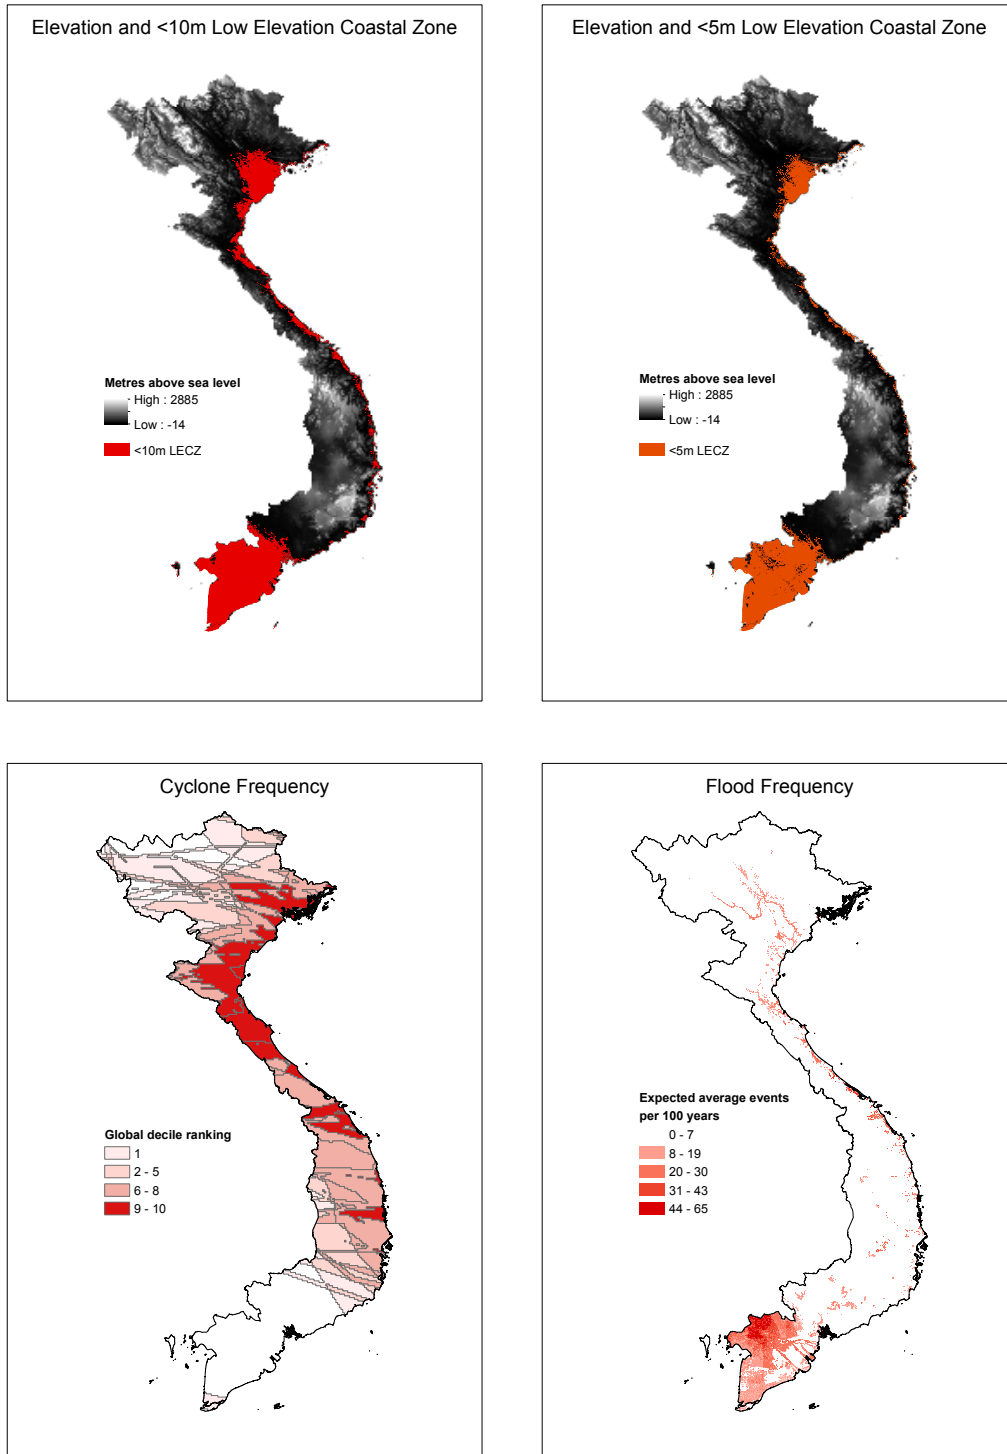 Elevation and <10m Low Elevation Coastal Zone
Metres above sea level
High : 2885
Low : -14
<10m LECZ
Elevation and <5m Low Elevation Coastal Zone
Metres above sea level
High : 2885
Low : -14
<5m LECZ
Cyclone Frequency
Global decile ranking
1
2 - 5
6 - 8
9 - 10
Flood Frequency
Expected average events
per 100 years
0 - 7
8 - 19
20 - 30
31 - 43
44 - 65